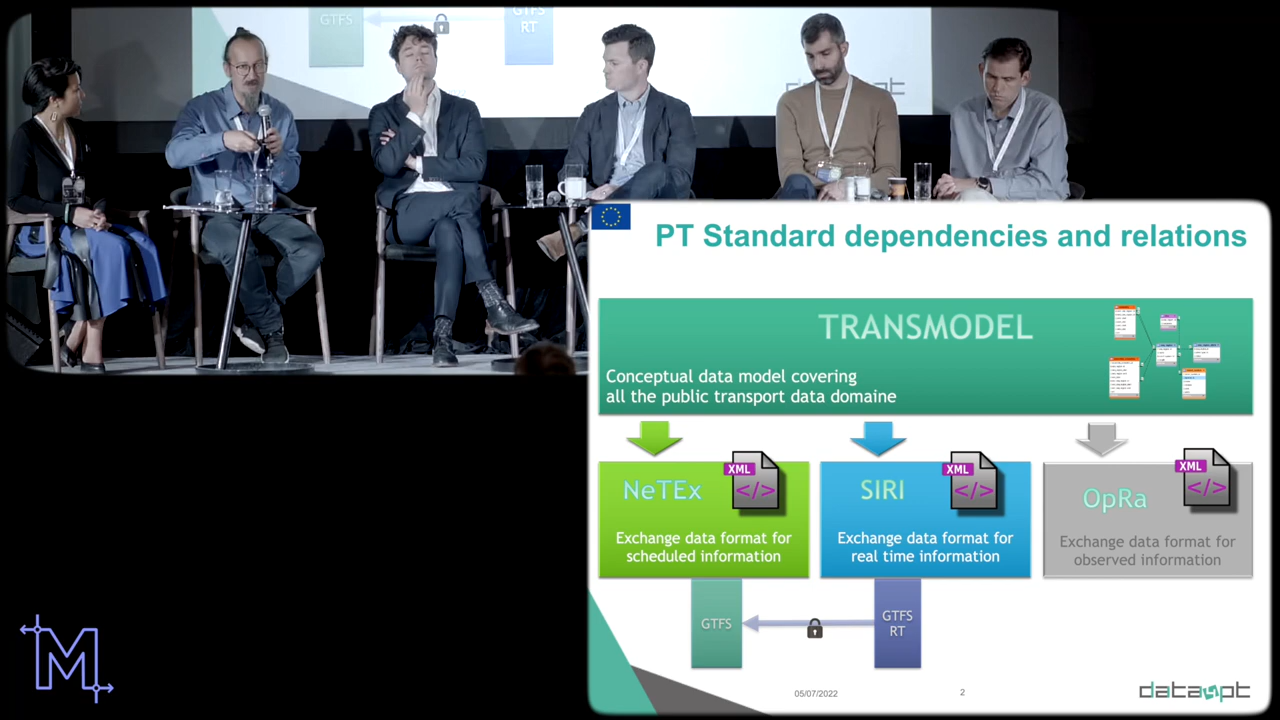 GTFS
GTFS
RT
PT Standard dependencies and relations
TRANSMODEL
Conceptual data model covering
all the public transport data domaine
XML
</>
NeTEx
Exchange data format for
scheduled information
XML
</>
SIRI
Exchange data format for
real time information
XML
</>
OpRa
Exchange data format for
observed information
GTFS
GTFS
RT
05/07/2022
2
data4pt
M